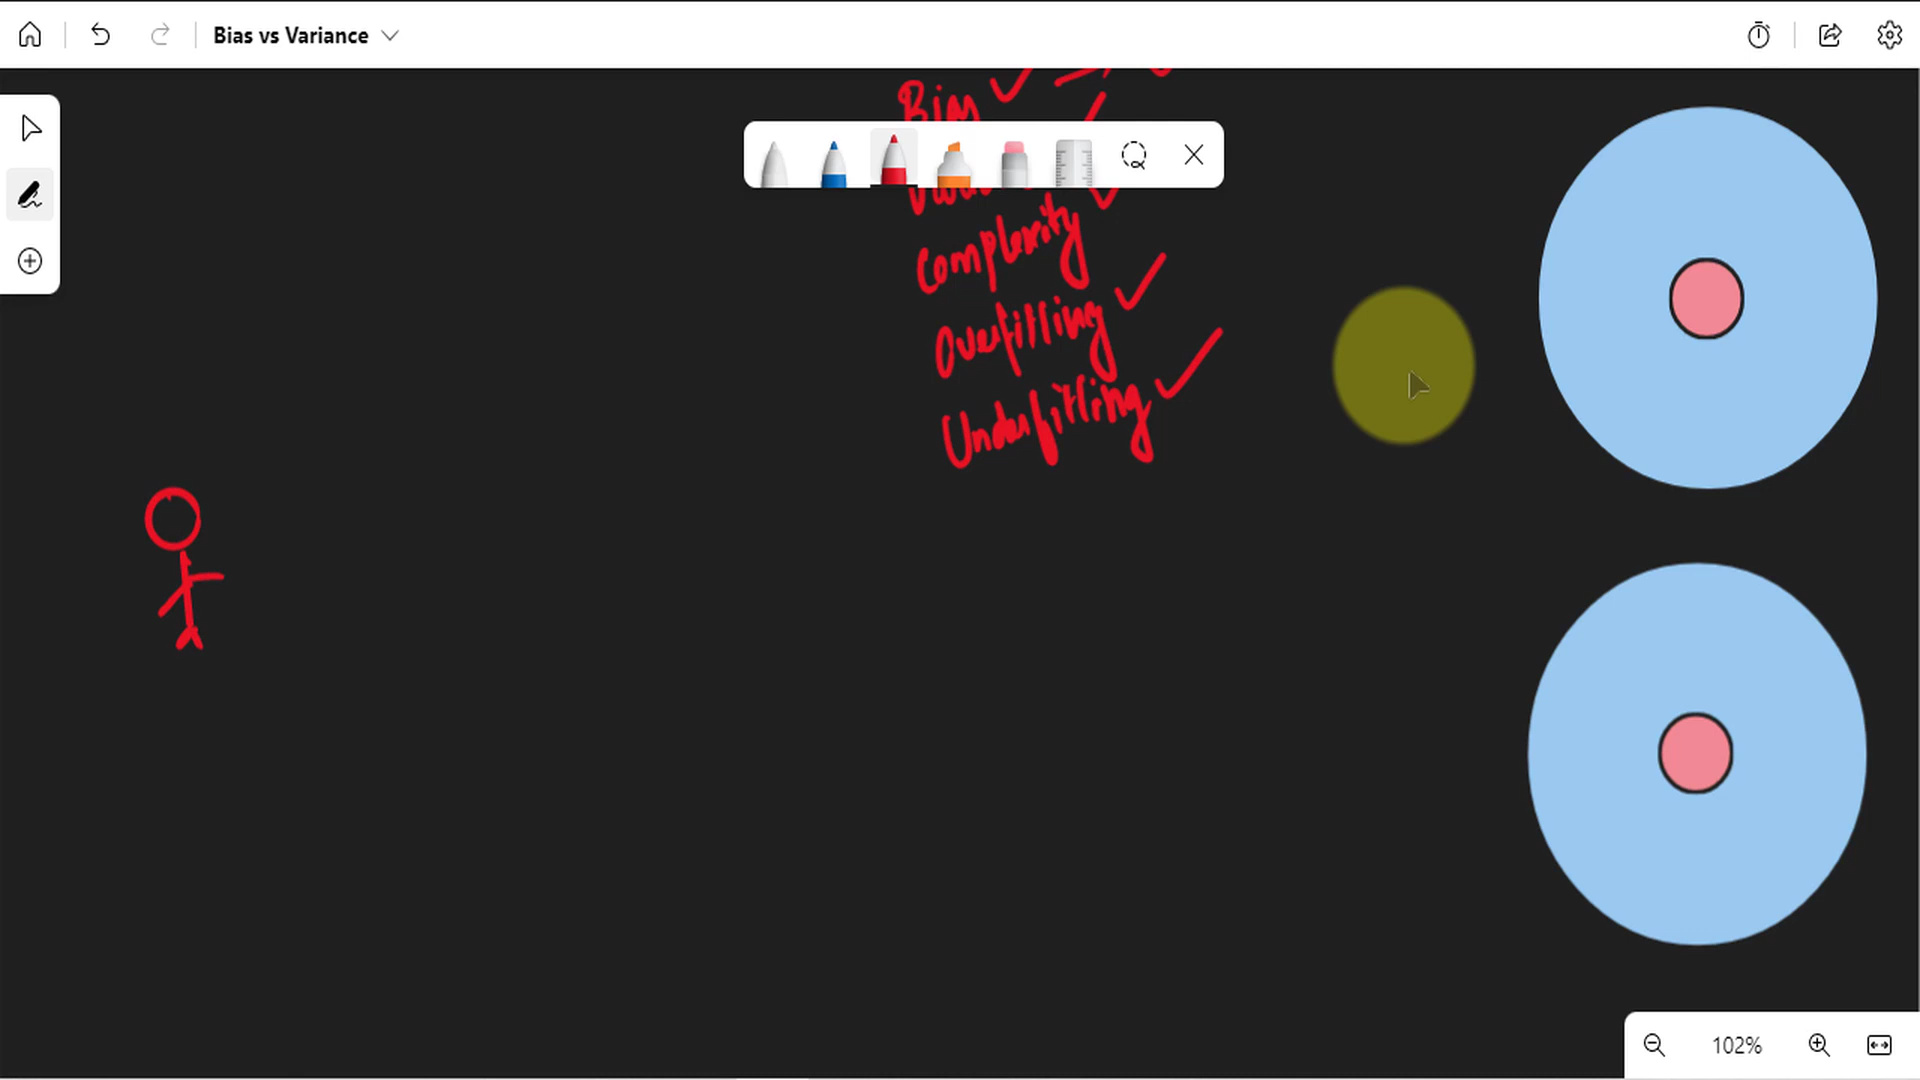 Bias vs Variance
Bias
Complexity
Overfitting
Underfitting
102%